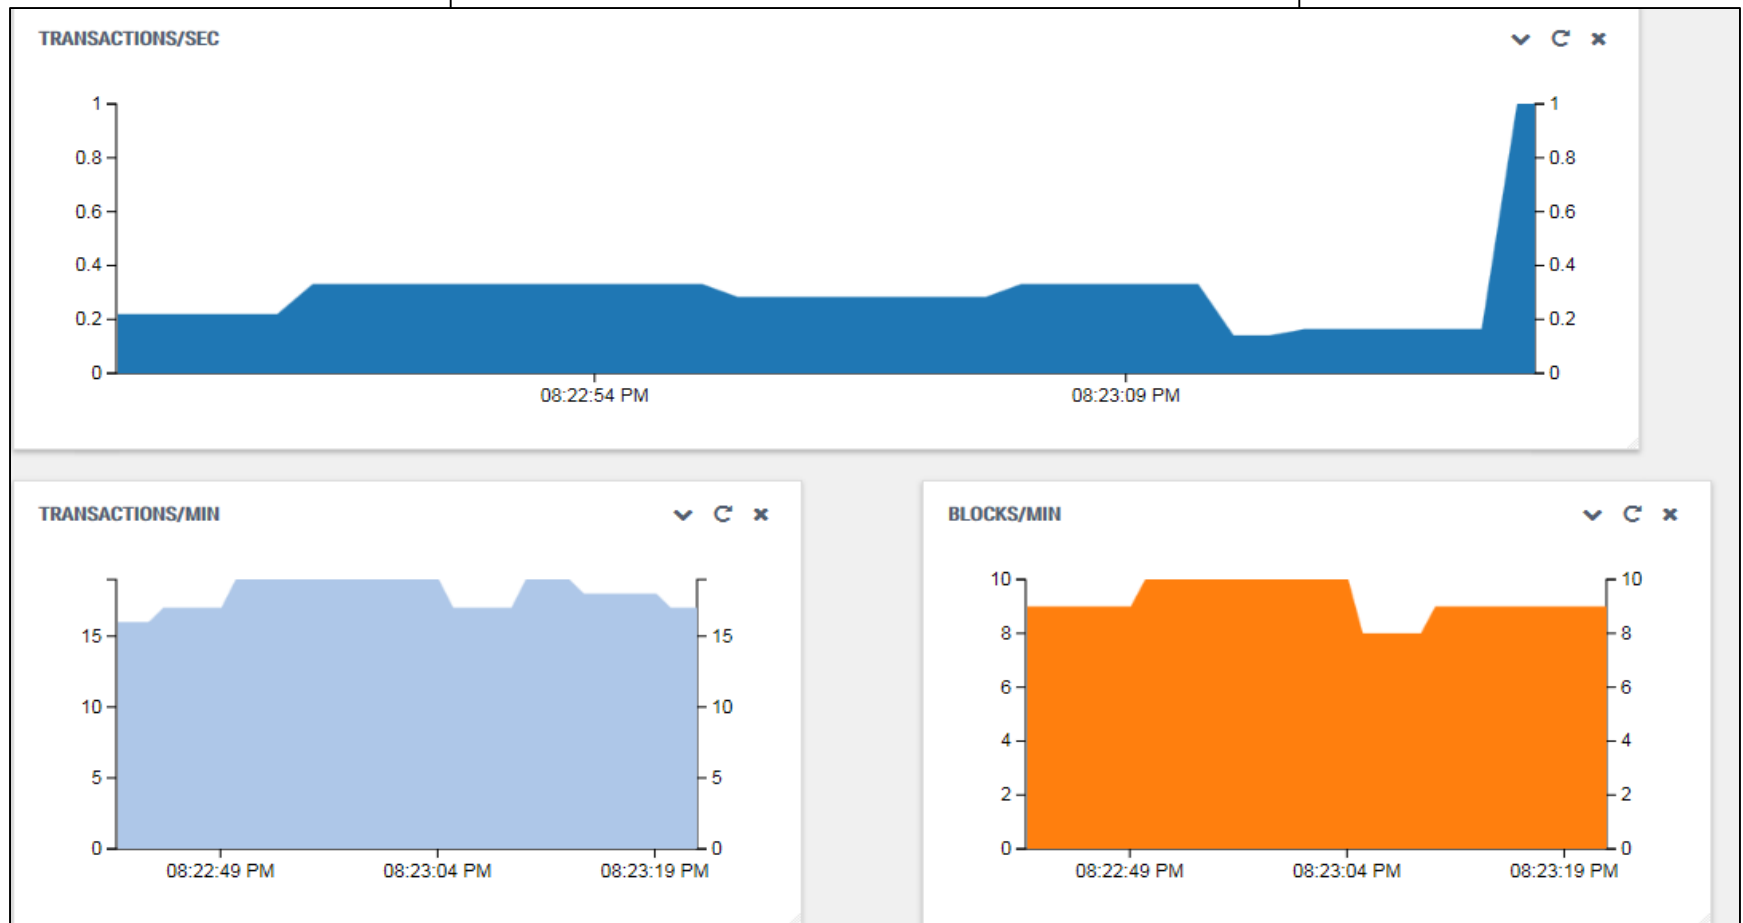 TRANSACTIONS/SEC
1 1
0.8 0.8
0.6 0.6
0.4 0.4
0.2 0.2
0 0
08:22:54 PM 08:23:09 PM
TRANSACTIONS/MIN
15 15
10 10
5 5
0 0
08:22:49 PM 08:23:04 PM 08:23:19 PM
BLOCKS/MIN
10 10
8 8
6 6
4 4
2 2
0 0
08:22:49 PM 08:23:04 PM 08:23:19 PM